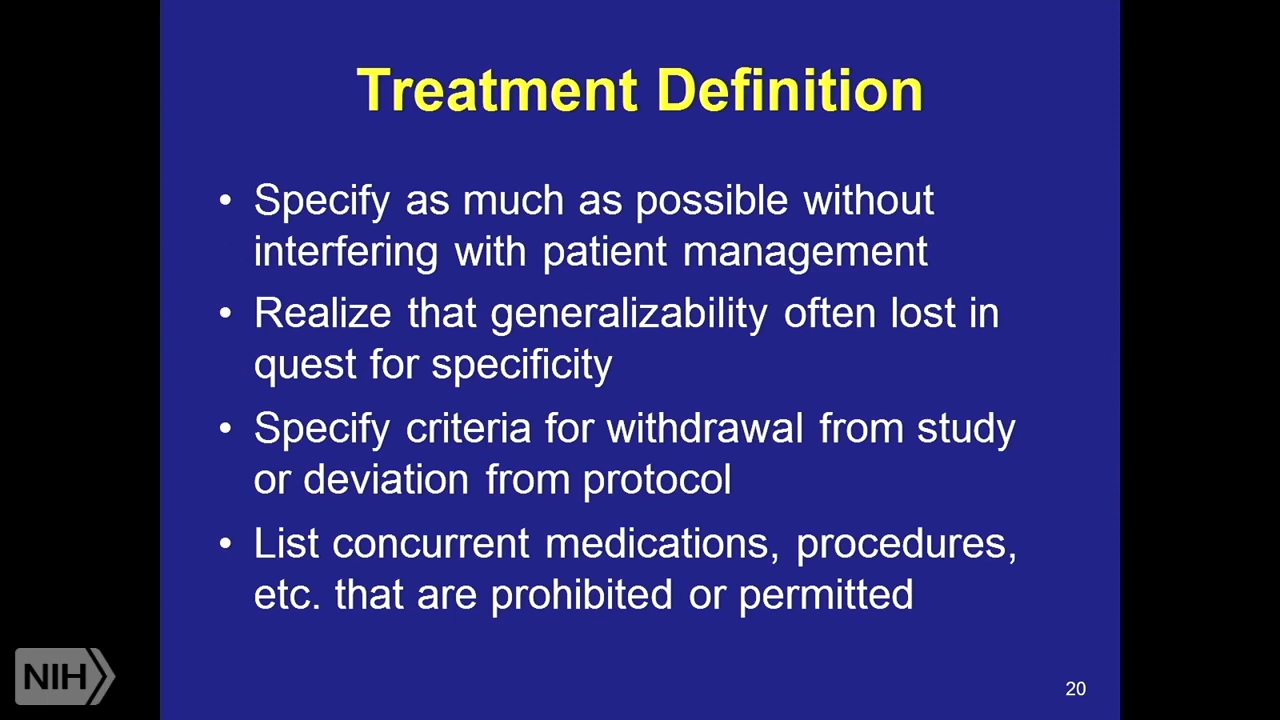 Treatment Definition
• Specify as much as possible without
interfering with patient management
• Realize that generalizability often lost in
quest for specificity
• Specify criteria for withdrawal from study
or deviation from protocol
• List concurrent medications, procedures,
etc. that are prohibited or permitted
NIH
20